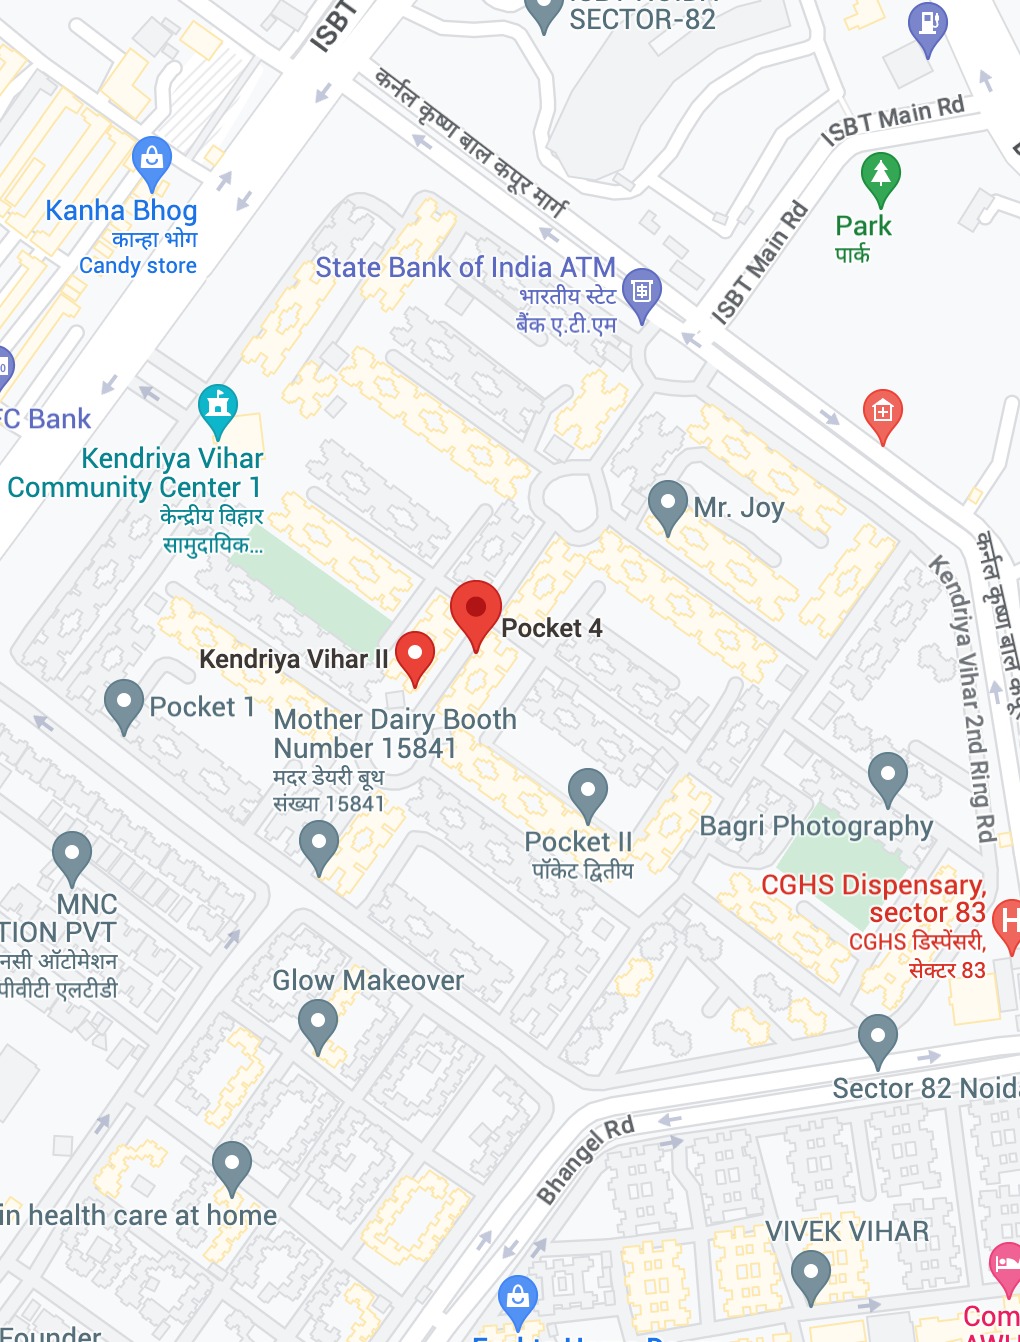 ISBT
SECTOR-82
कर्नल कृष्ण बाल कपूर मार्ग
ISBT Main Rd
Kanha Bhog
कान्हा भोग
Candy store
Park
पार्क
ISBT Main Rd
State Bank of India ATM
भारतीय स्टेट
बैंक ए.टी.एम
FC Bank
Kendriya Vihar
Community Center 1
केन्द्रीय विहार
सामुदायिक...
Mr. Joy
Kendriya Vihar 2nd Ring Rd
Pocket 4
Kendriya Vihar II
Pocket 1
Mother Dairy Booth
Number 15841
मदर डेयरी बूथ
संख्या 15841
Pocket II
पॉकेट द्वितीय
Bagri Photography
CGHS Dispensary,
sector 83
CGHS डिस्पेंसरी,
सेक्टर 83
MNC
TION PVT
नसी ऑटोमेशन
पीवीटी एलटीडी
Glow Makeover
Sector 82 Noida
Bhangel Rd
in health care at home
VIVEK VIHAR
Com
Founder